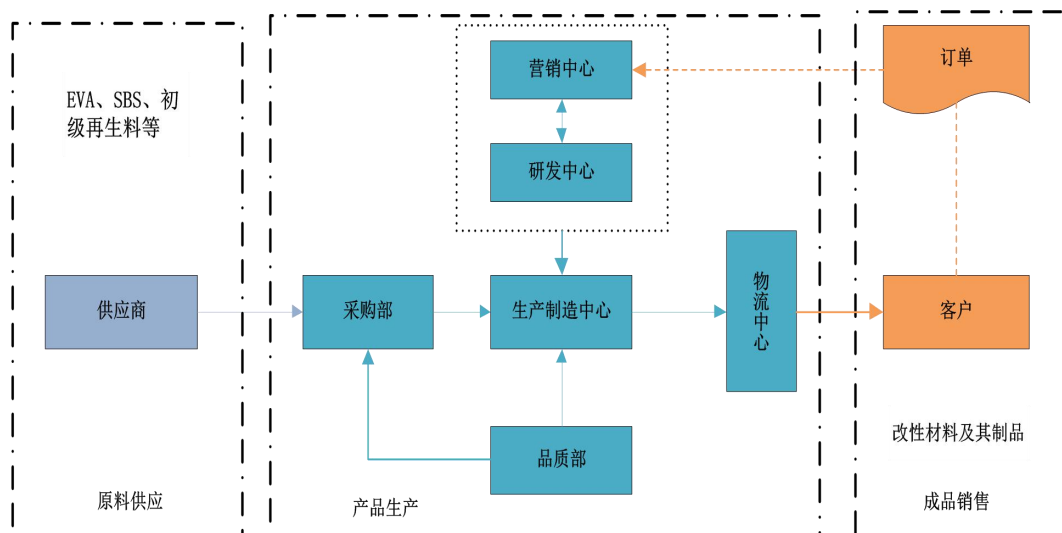 EVA、SBS、初
级再生料等
供应商
原料供应
营销中心
研发中心
采购部
生产制造中心
物流中心
品质部
产品生产
订单
客户
改性材料及其制品
成品销售